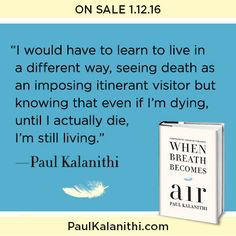 ON SALE 1.12.16
“I would have to learn to live in
a different way, seeing death as
an imposing itinerant visitor but
knowing that even if I’m dying,
until I actually die,
I’m still living.”
—Paul Kalanithi
WHEN
BREATH
BECOMES
air
PAUL KALANITHI
PaulKalanithi.com